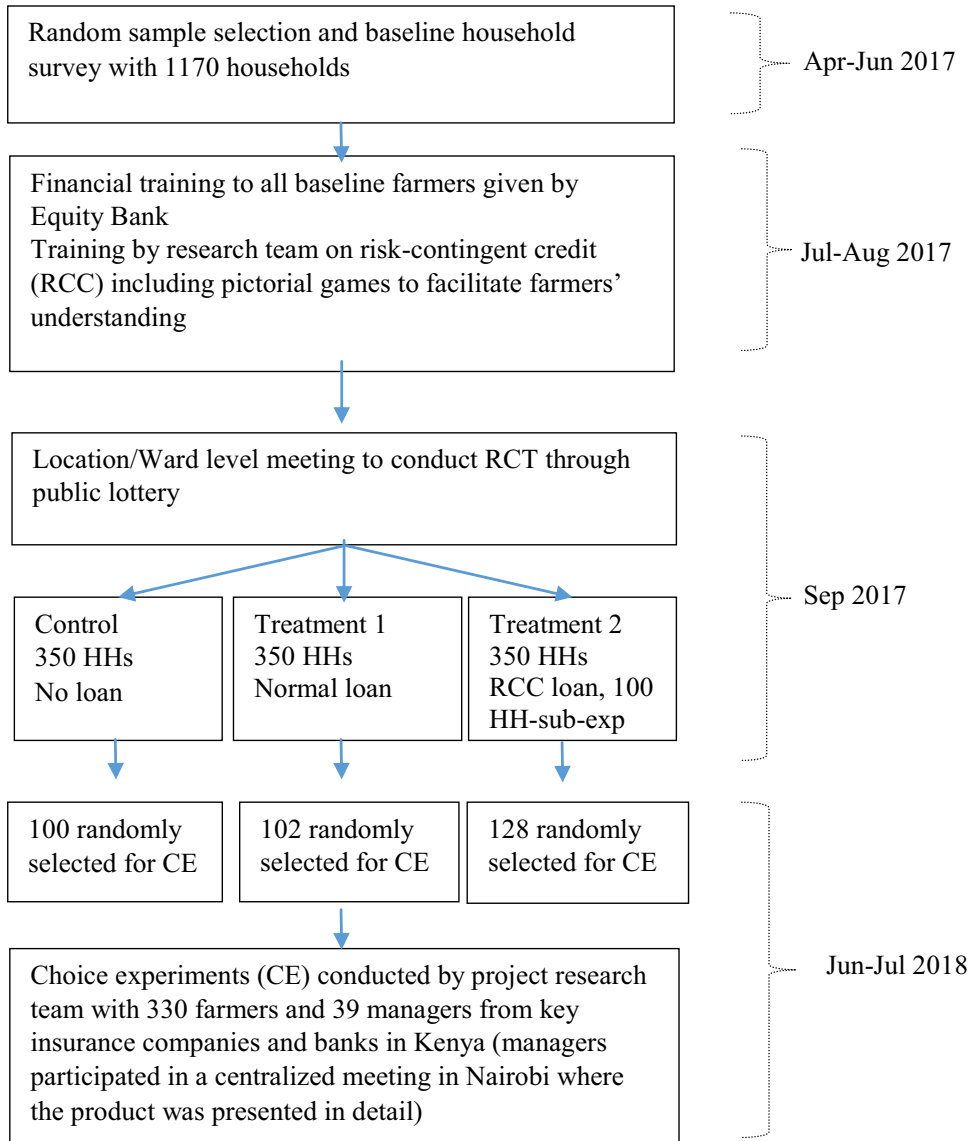 Random sample selection and baseline household
survey with 1170 households
Apr-Jun 2017
Financial training to all baseline farmers given by
Equity Bank
Training by research team on risk-contingent credit
(RCC) including pictorial games to facilitate farmers’
understanding
Jul-Aug 2017
Location/Ward level meeting to conduct RCT through
public lottery
Sep 2017
Control
350 HHs
No loan
Treatment 1
350 HHs
Normal loan
Treatment 2
350 HHs
RCC loan, 100
HH-sub-exp
100 randomly
selected for CE
102 randomly
selected for CE
128 randomly
selected for CE
Jun-Jul 2018
Choice experiments (CE) conducted by project research
team with 330 farmers and 39 managers from key
insurance companies and banks in Kenya (managers
participated in a centralized meeting in Nairobi where
the product was presented in detail)